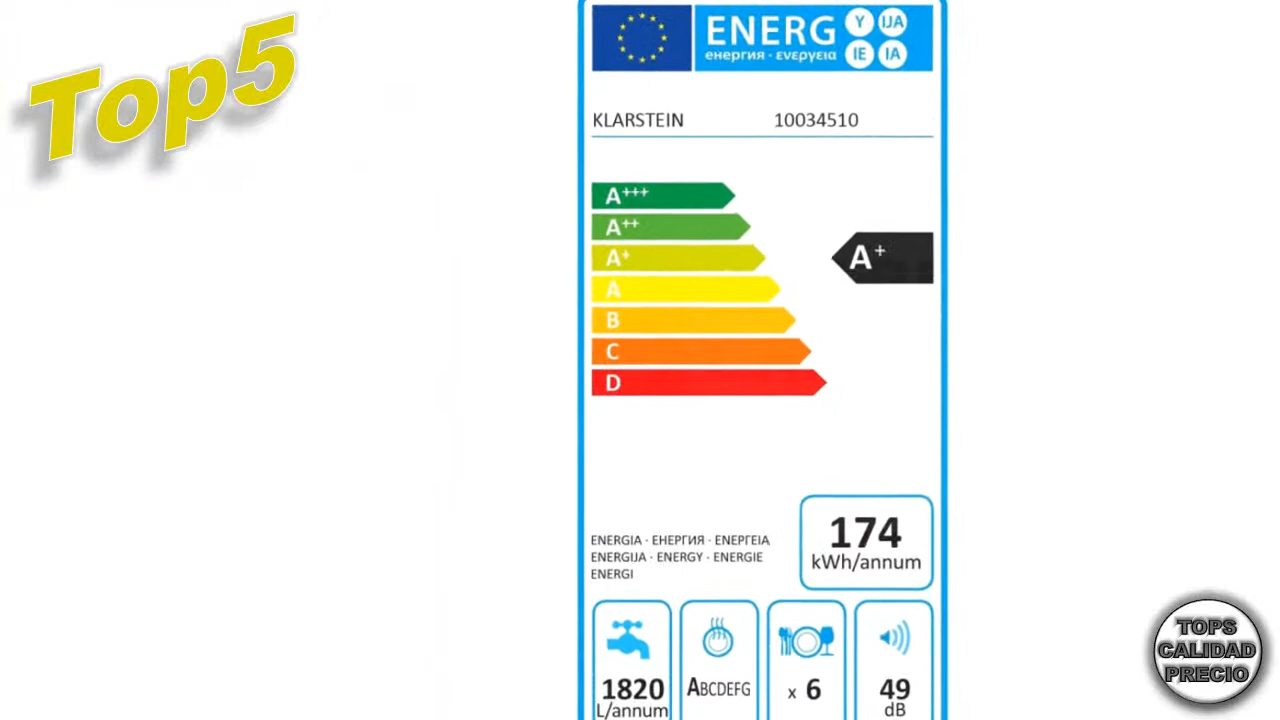 Top5
ENERG
Y IJA
IE IA
енергия · ενεργεια
KLARSTEIN 10034510
A+++
A++
A+
A+
A
B
C
D
174
kWh/annum
ENERGIA · ЕНЕРГИЯ · ΕΝΕΡΓΕΙΑ
ENERGIJA · ENERGY · ENERGIE
ENERGI
1820
L/annum
ABCDEFG
x 6
49
dB
TOPS
CALIDAD
PRECIO